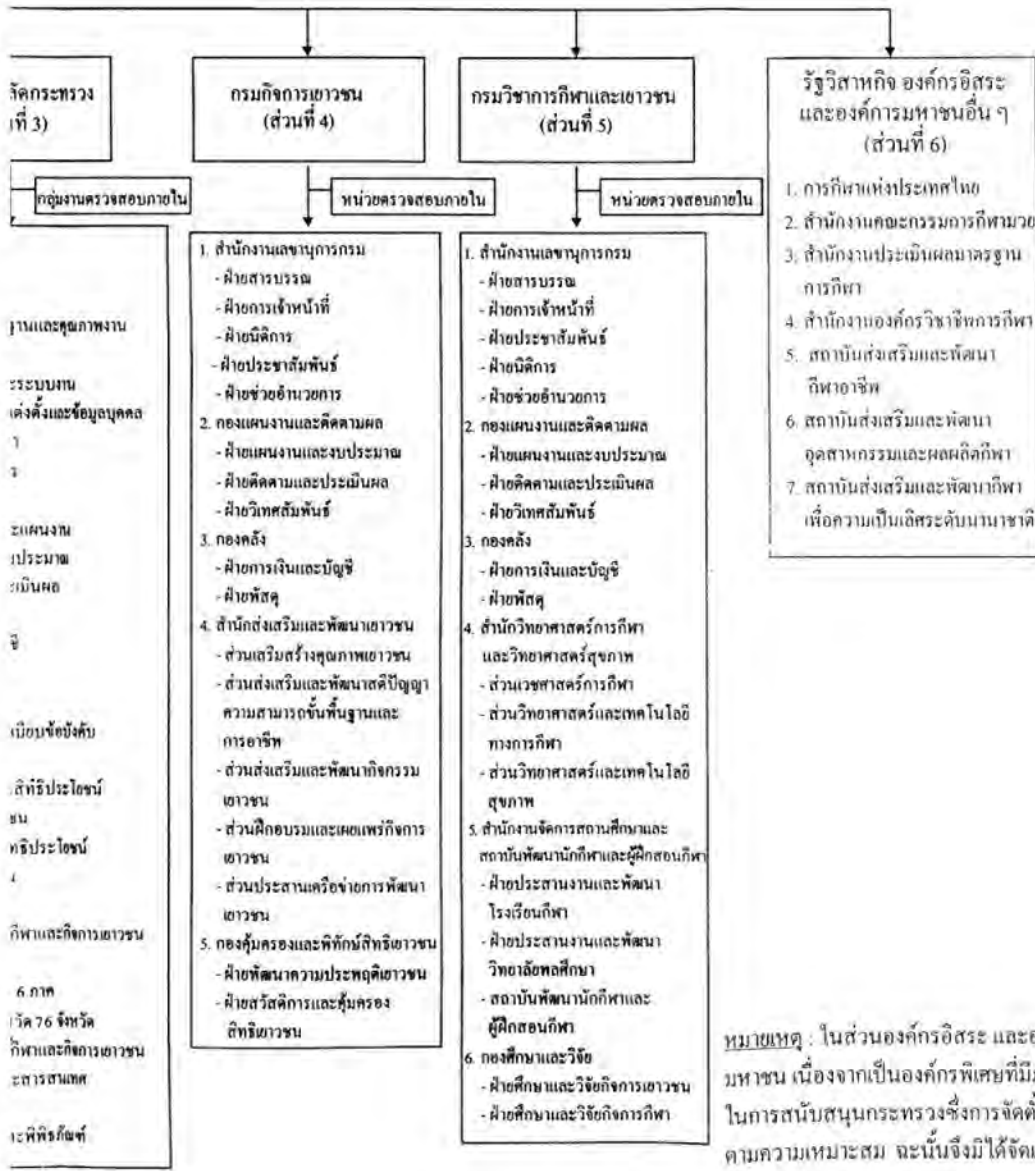 ัดกระทรวง
ที่ 3)
กลุ่มงานตรวจสอบภายใน
ฐานและคุณภาพงาน
ะระบบงาน
แต่งตั้งและข้อมูลบุคคล
ะแผนงาน
ประมาณ
ะเมินผล
เบียบข้อบังคับ
สิทธิประโยชน์
ชน
ทธิประโยชน์
กีฬาและกิจการเยาวชน
6 ภาค
วัด 76 จังหวัด
กีฬาและกิจการเยาวชน
ะสารสนเทศ
ะพิพิธภัณฑ์
กรมกิจการเยาวชน
(ส่วนที่ 4)
หน่วยตรวจสอบภายใน
1. สำนักงานเลขานุการกรม
- ฝ่ายสารบรรณ
- ฝ่ายการเจ้าหน้าที่
- ฝ่ายนิติการ
- ฝ่ายประชาสัมพันธ์
- ฝ่ายช่วยอำนวยการ
2. กองแผนงานและติดตามผล
- ฝ่ายแผนงานและงบประมาณ
- ฝ่ายติดตามและประเมินผล
- ฝ่ายวิเทศสัมพันธ์
3. กองคลัง
- ฝ่ายการเงินและบัญชี
- ฝ่ายพัสดุ
4. สำนักส่งเสริมและพัฒนาเยาวชน
- ส่วนเสริมสร้างคุณภาพเยาวชน
- ส่วนส่งเสริมและพัฒนาสติปัญญา
ความสามารถขั้นพื้นฐานและ
การอาชีพ
- ส่วนส่งเสริมและพัฒนากิจกรรม
เยาวชน
- ส่วนฝึกอบรมและเผยแพร่กิจการ
เยาวชน
- ส่วนประสานเครือข่ายการพัฒนา
เยาวชน
5. กองคุ้มครองและพิทักษ์สิทธิเยาวชน
- ฝ่ายพัฒนาความประพฤติเยาวชน
- ฝ่ายสวัสดิการและคุ้มครอง
สิทธิเยาวชน
กรมวิชาการกีฬาและเยาวชน
(ส่วนที่ 5)
หน่วยตรวจสอบภายใน
1. สำนักงานเลขานุการกรม
- ฝ่ายสารบรรณ
- ฝ่ายการเจ้าหน้าที่
- ฝ่ายประชาสัมพันธ์
- ฝ่ายนิติการ
- ฝ่ายช่วยอำนวยการ
2. กองแผนงานและติดตามผล
- ฝ่ายแผนงานและงบประมาณ
- ฝ่ายติดตามและประเมินผล
- ฝ่ายวิเทศสัมพันธ์
3. กองคลัง
- ฝ่ายการเงินและบัญชี
- ฝ่ายพัสดุ
4. สำนักวิทยาศาสตร์การกีฬา
และวิทยาศาสตร์สุขภาพ
- ส่วนเวชศาสตร์การกีฬา
- ส่วนวิทยาศาสตร์และเทคโนโลยี
ทางการกีฬา
- ส่วนวิทยาศาสตร์และเทคโนโลยี
สุขภาพ
5. สำนักงานจัดการสถานศึกษาและ
สถาบันพัฒนานักกีฬาและผู้ฝึกสอนกีฬา
- ฝ่ายประสานงานและพัฒนา
โรงเรียนกีฬา
- ฝ่ายประสานงานและพัฒนา
วิทยาลัยพลศึกษา
- สถาบันพัฒนานักกีฬาและ
ผู้ฝึกสอนกีฬา
6. กองศึกษาและวิจัย
- ฝ่ายศึกษาและวิจัยกิจการเยาวชน
- ฝ่ายศึกษาและวิจัยกิจการกีฬา
รัฐวิสาหกิจ องค์กรอิสระ
และองค์การมหาชนอื่น ๆ
(ส่วนที่ 6)
1. การกีฬาแห่งประเทศไทย
2. สำนักงานคณะกรรมการกีฬามวย
3. สำนักงานประเมินผลมาตรฐาน
การกีฬา
4. สำนักงานองค์กรวิชาชีพการกีฬา
5. สถาบันส่งเสริมและพัฒนา
กีฬาอาชีพ
6. สถาบันส่งเสริมและพัฒนา
อุตสาหกรรมและผลผลิตกีฬา
7. สถาบันส่งเสริมและพัฒนากีฬา
เพื่อความเป็นเลิศระดับนานาชาติ
หมายเหตุ : ในส่วนองค์กรอิสระ และอ
มหาชน เนื่องจากเป็นองค์กรพิเศษที่มี
ในการสนับสนุนกระทรวงซึ่งการจัดตั้
ตามความเหมาะสม ฉะนั้นจึงมิได้จัด